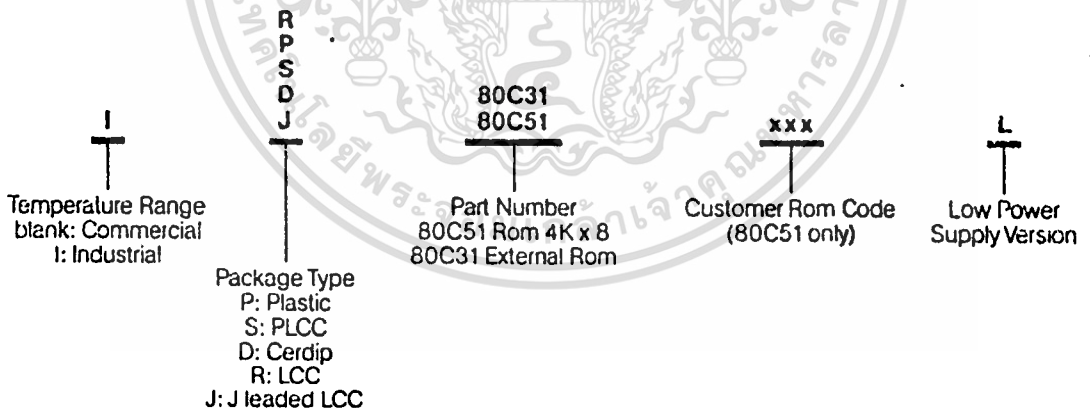 R
P
S
D
J
I
80C31
80C51
xxx
L
Temperature Range
blank: Commercial
I: Industrial
Package Type
P: Plastic
S: PLCC
D: Cerdip
R: LCC
J: J leaded LCC
Part Number
80C51 Rom 4K x 8
80C31 External Rom
Customer Rom Code
(80C51 only)
Low Power
Supply Version